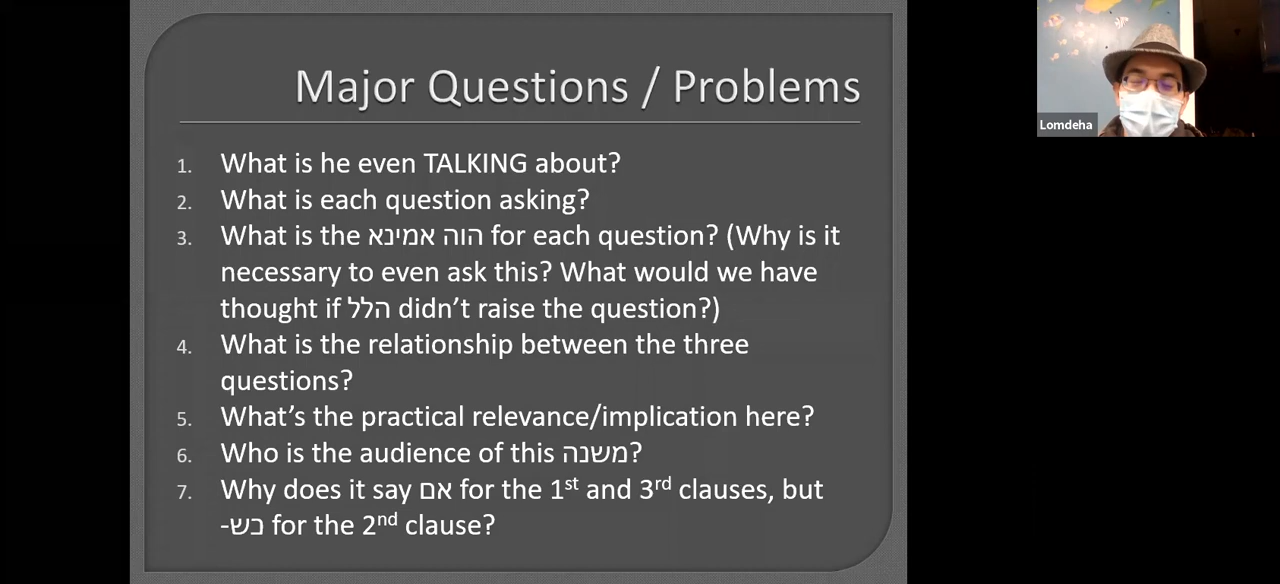 Major Questions / Problems
1. What is he even TALKING about?
2. What is each question asking?
3. What is the הוה אמינא for each question? (Why is it
necessary to even ask this? What would we have
thought if הלל didn’t raise the question?)
4. What is the relationship between the three
questions?
5. What’s the practical relevance/implication here?
6. Who is the audience of this משנה?
7. Why does it say אם for the 1st and 3rd clauses, but
כש- for the 2nd clause?
Lomdeha